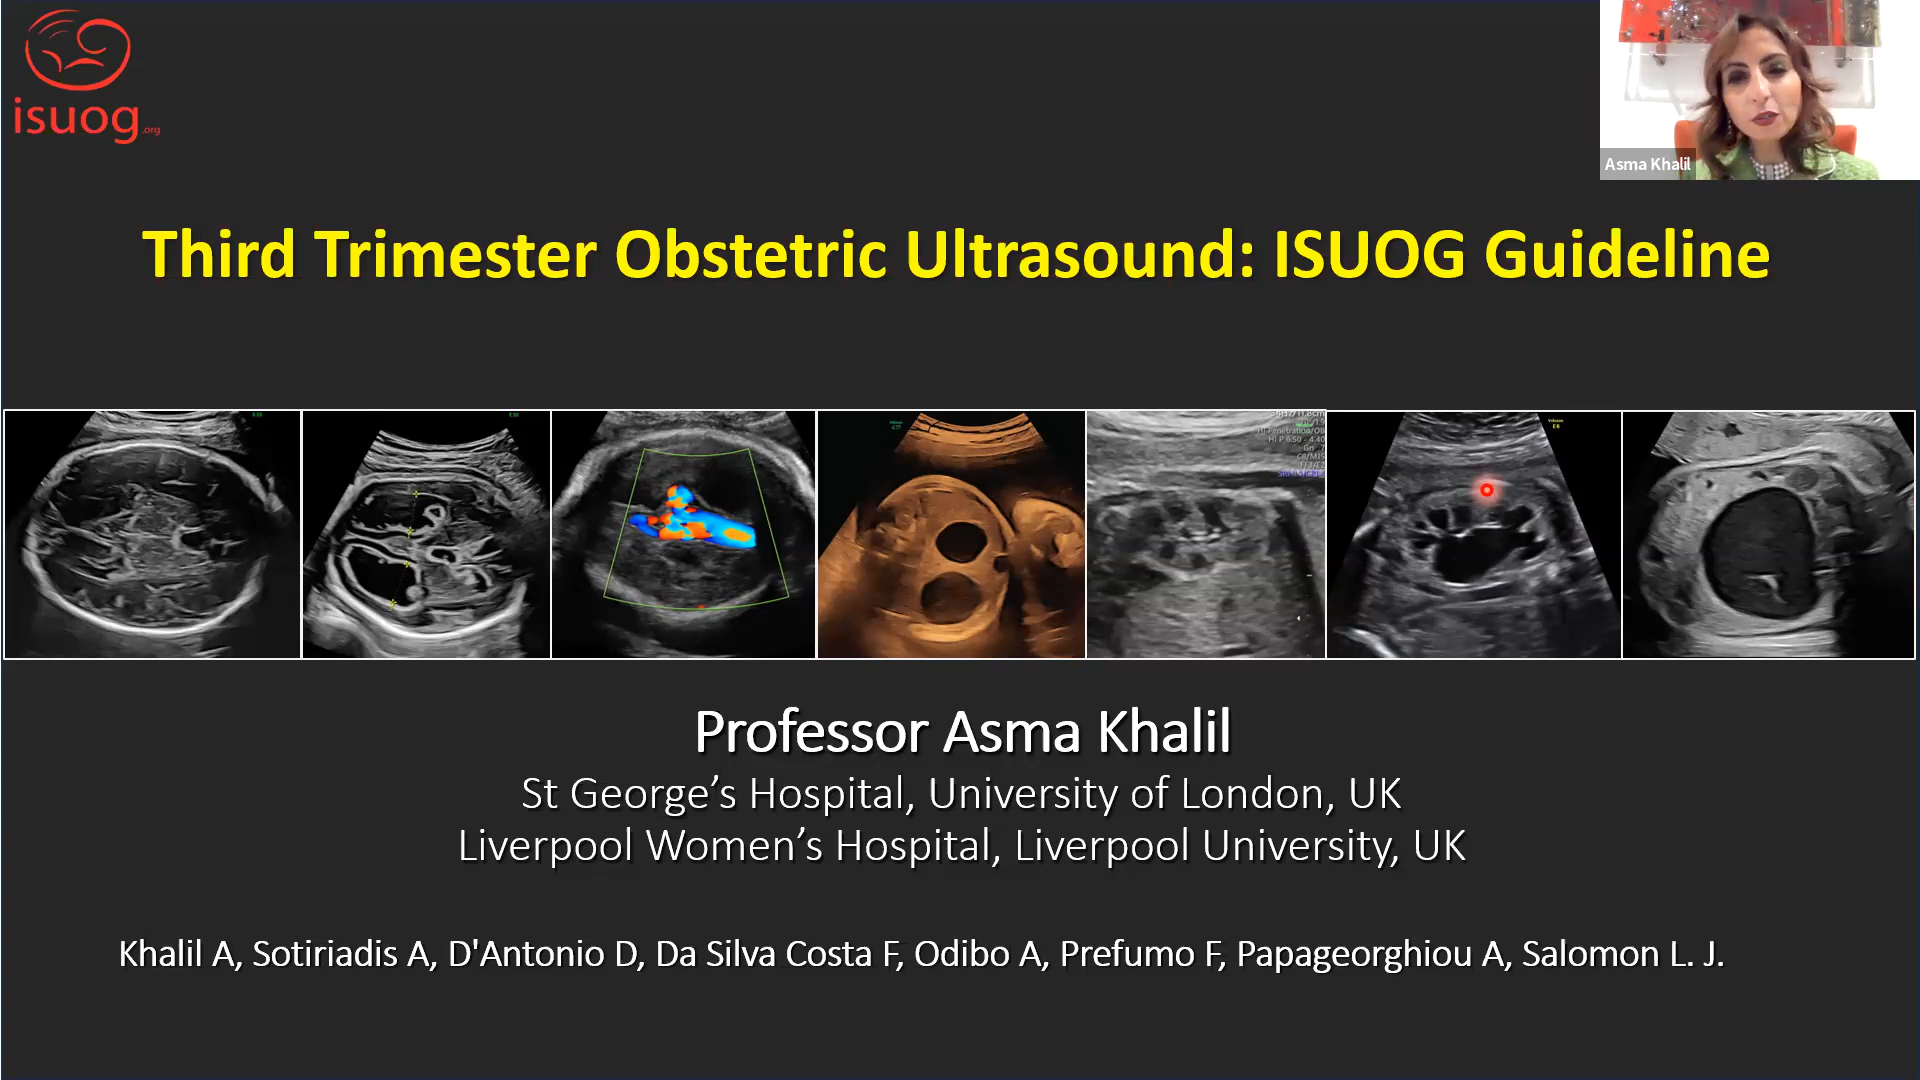 isuog.org
Asma Khalil
Third Trimester Obstetric Ultrasound: ISUOG Guideline
Professor Asma Khalil
St George’s Hospital, University of London, UK
Liverpool Women’s Hospital, Liverpool University, UK
Khalil A, Sotiriadis A, D'Antonio D, Da Silva Costa F, Odibo A, Prefumo F, Papageorghiou A, Salomon L. J.